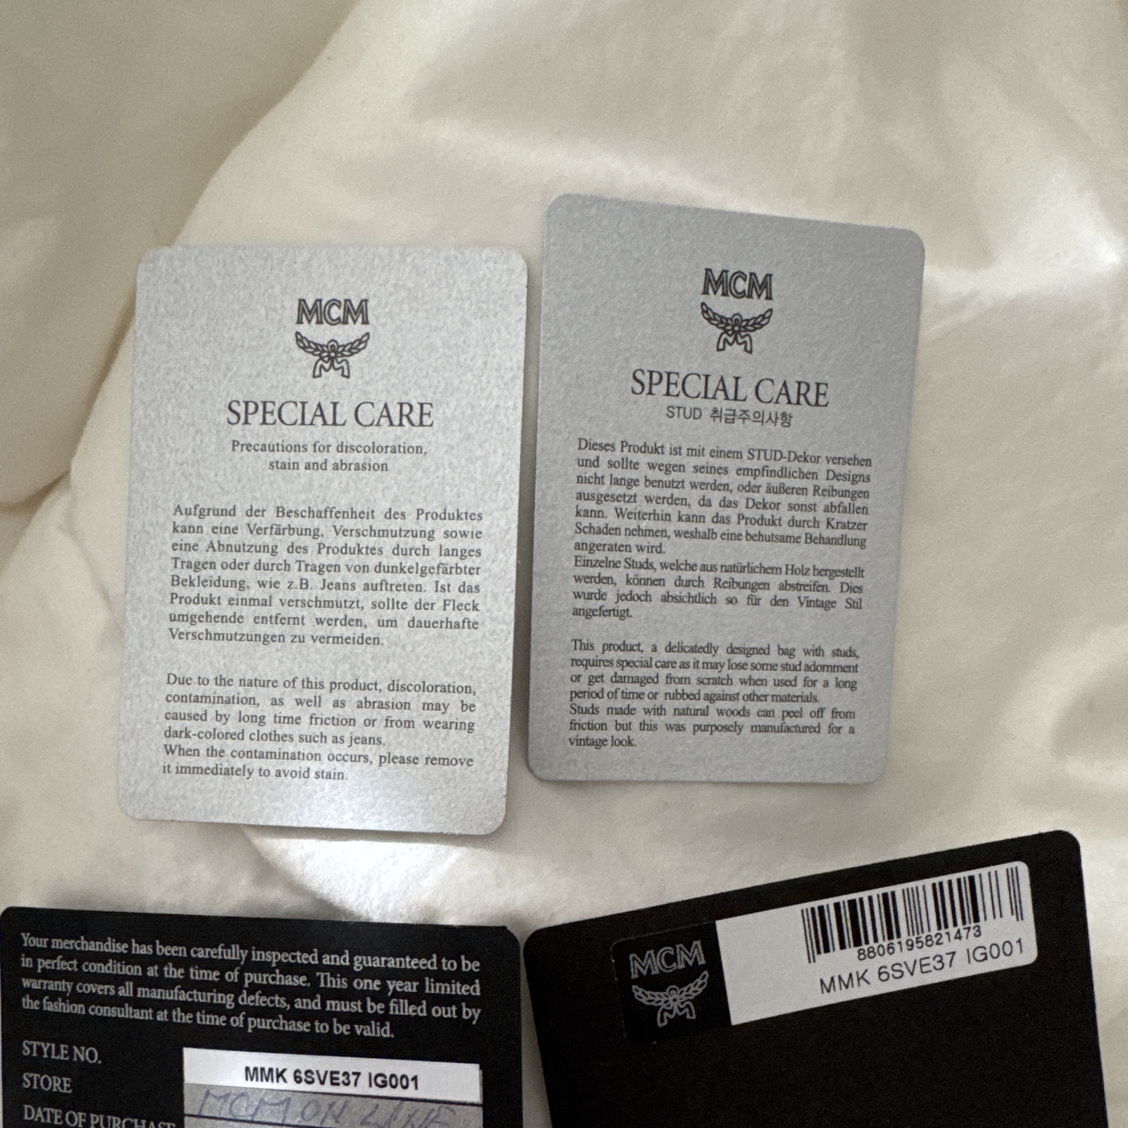 MCM
SPECIAL CARE
Precautions for discoloration,
stain and abrasion
Aufgrund der Beschaffenheit des Produktes
kann eine Verfärbung, Verschmutzung sowie
eine Abnutzung des Produktes durch langes
Tragen oder durch Tragen von dunkelgefärbter
Bekleidung, wie z.B. Jeans auftreten. Ist das
Produkt einmal verschmutzt, sollte der Fleck
umgehende entfernt werden, um dauerhafte
Verschmutzungen zu vermeiden.
Due to the nature of this product, discoloration,
contamination, as well as abrasion may be
caused by long time friction or from wearing
dark-colored clothes such as jeans.
When the contamination occurs, please remove
it immediately to avoid stain.
MCM
SPECIAL CARE
STUD 취급주의사항
Dieses Produkt ist mit einem STUD-Dekor versehen
und sollte wegen seines empfindlichen Designs
nicht lange benutzt werden, oder äußeren Reibungen
ausgesetzt werden, da das Dekor sonst abfallen
kann. Weiterhin kann das Produkt durch Kratzer
Schaden nehmen, weshalb eine behutsame Behandlung
angeraten wird.
Einzelne Studs, welche aus natürlichem Holz hergestellt
werden, können durch Reibungen abstreifen. Dies
wurde jedoch absichtlich so für den Vintage Stil
angefertigt.
This product, a delicatedly designed bag with studs,
requires special care as it may lose some stud adornment
or get damaged from scratch when used for a long
period of time or rubbed against other materials.
Studs made with natural woods can peel off from
friction but this was purposely manufactured for a
vintage look.
Your merchandise has been carefully inspected and guaranteed to be
in perfect condition at the time of purchase. This one year limited
warranty covers all manufacturing defects, and must be filled out by
the fashion consultant at the time of purchase to be valid.
STYLE NO.
MMK 6SVE37 IG001
STORE
MCM ON LINE
DATE OF PURCHASE
MCM
8806195821473
MMK 6SVE37 IG001